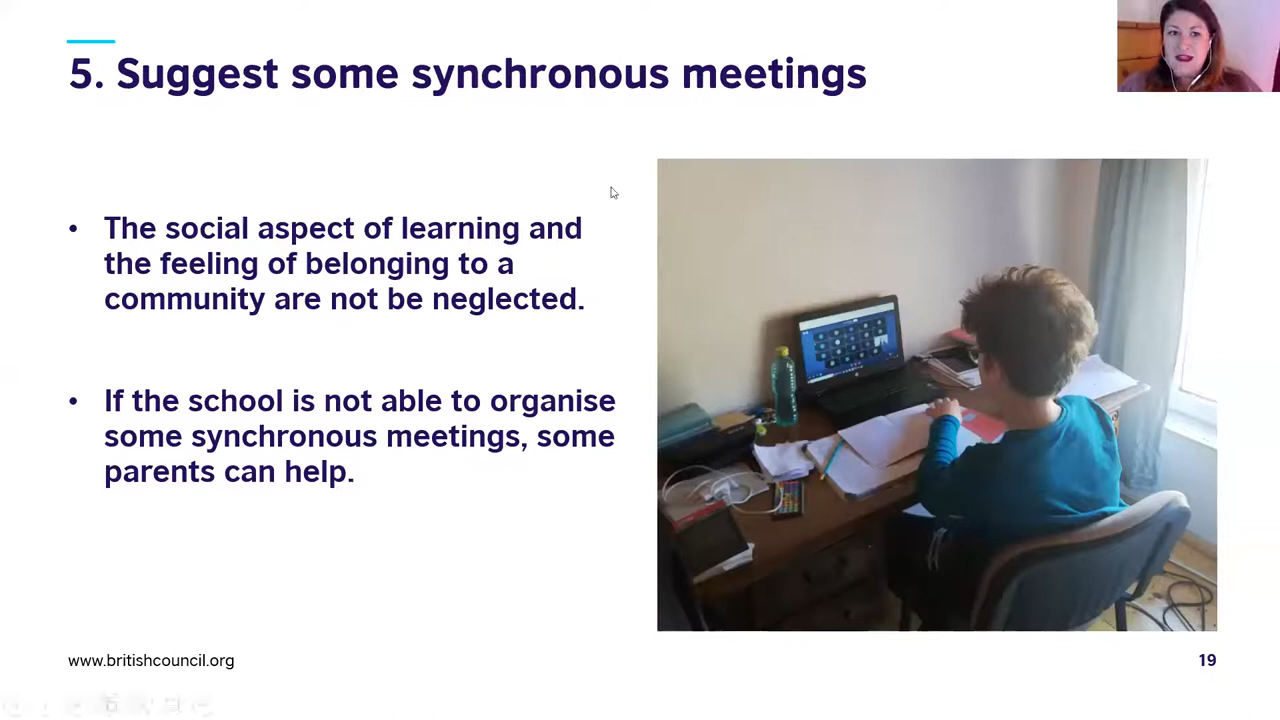 5. Suggest some synchronous meetings
• The social aspect of learning and
the feeling of belonging to a
community are not be neglected.
• If the school is not able to organise
some synchronous meetings, some
parents can help.
www.britishcouncil.org
19